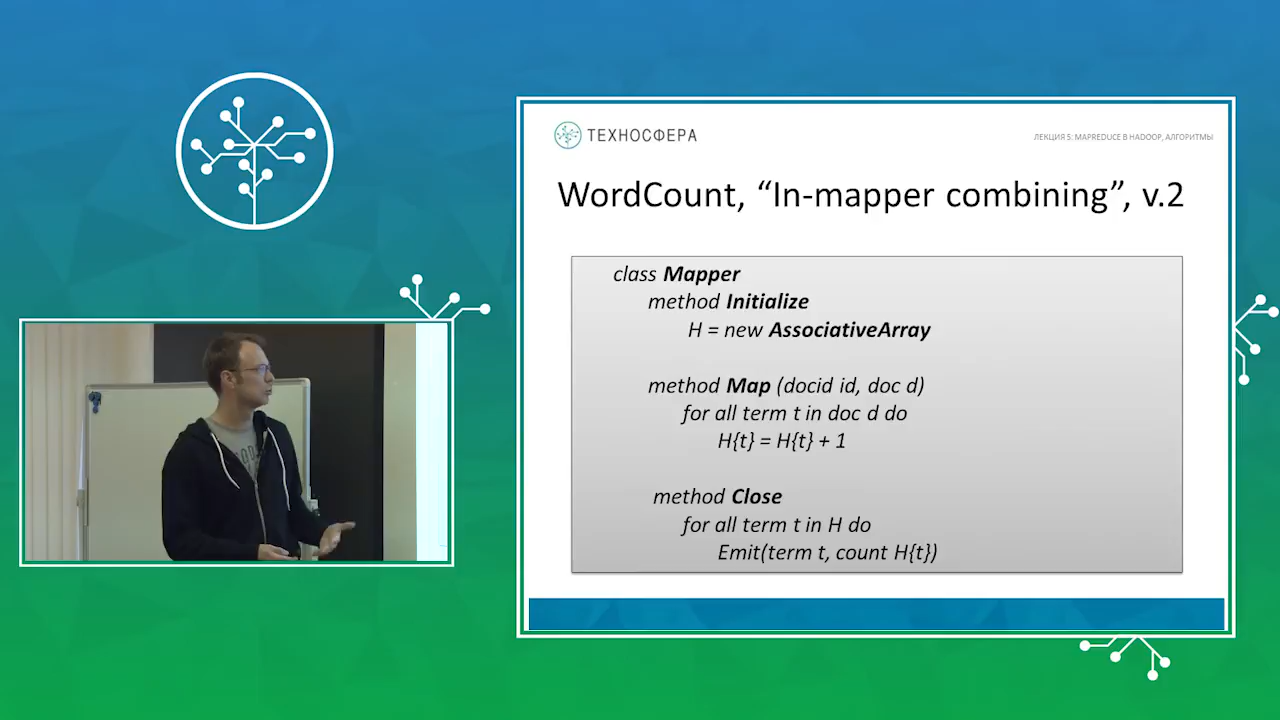 ТЕХНОСФЕРА
ЛЕКЦИЯ 5: MAPREDUCE В HADOOP, АЛГОРИТМЫ
WordCount, “In-mapper combining”, v.2
class Mapper
method Initialize
H = new AssociativeArray
method Map (docid id, doc d)
for all term t in doc d do
H{t} = H{t} + 1
method Close
for all term t in H do
Emit(term t, count H{t})